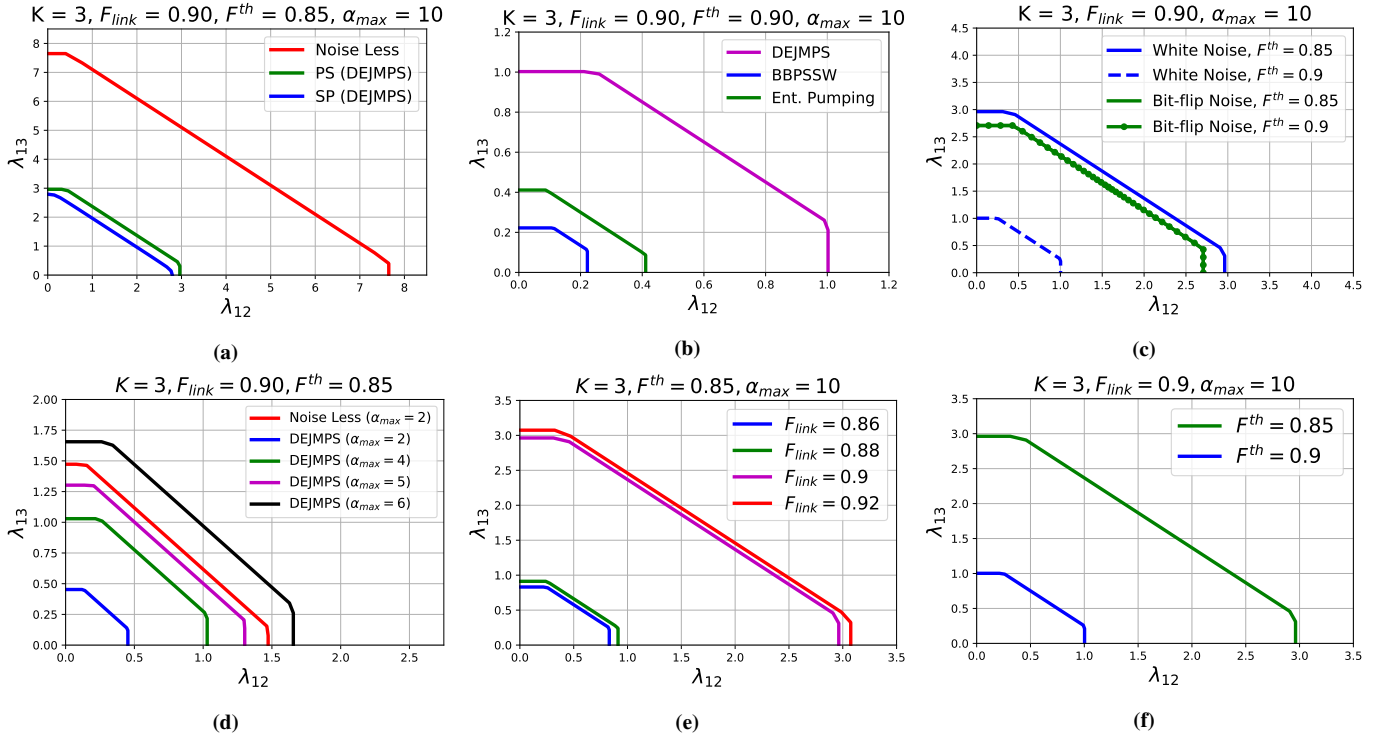 K = 3, F_link = 0.90, F^th = 0.85, α_max = 10
8
7
6
5
4
3
2
1
0
λ13
Noise Less
PS (DEJMPS)
SP (DEJMPS)
0 1 2 3 4 5 6 7 8
λ12
(a)
K = 3, F_link = 0.90, F^th = 0.90, α_max = 10
1.2
1.0
0.8
0.6
0.4
0.2
0.0
λ13
DEJMPS
BBPSSW
Ent. Pumping
0.0 0.2 0.4 0.6 0.8 1.0 1.2
λ12
(b)
K = 3, F_link = 0.90, α_max = 10
4.5
4.0
3.5
3.0
2.5
2.0
1.5
1.0
0.5
0.0
λ13
White Noise, F^th = 0.85
White Noise, F^th = 0.9
Bit-flip Noise, F^th = 0.85
Bit-flip Noise, F^th = 0.9
0.0 0.5 1.0 1.5 2.0 2.5 3.0 3.5 4.0 4.5
λ12
(c)
K = 3, F_link = 0.90, F^th = 0.85
2.00
1.75
1.50
1.25
1.00
0.75
0.50
0.25
0.00
λ13
Noise Less (α_max = 2)
DEJMPS (α_max = 2)
DEJMPS (α_max = 4)
DEJMPS (α_max = 5)
DEJMPS (α_max = 6)
0.0 0.5 1.0 1.5 2.0 2.5
λ12
(d)
K = 3, F^th = 0.85, α_max = 10
3.5
3.0
2.5
2.0
1.5
1.0
0.5
0.0
λ13
F_link = 0.86
F_link = 0.88
F_link = 0.9
F_link = 0.92
0.0 0.5 1.0 1.5 2.0 2.5 3.0 3.5
λ12
(e)
K = 3, F_link = 0.9, α_max = 10
3.5
3.0
2.5
2.0
1.5
1.0
0.5
0.0
λ13
F^th = 0.85
F^th = 0.9
0.0 0.5 1.0 1.5 2.0 2.5 3.0 3.5
λ12
(f)